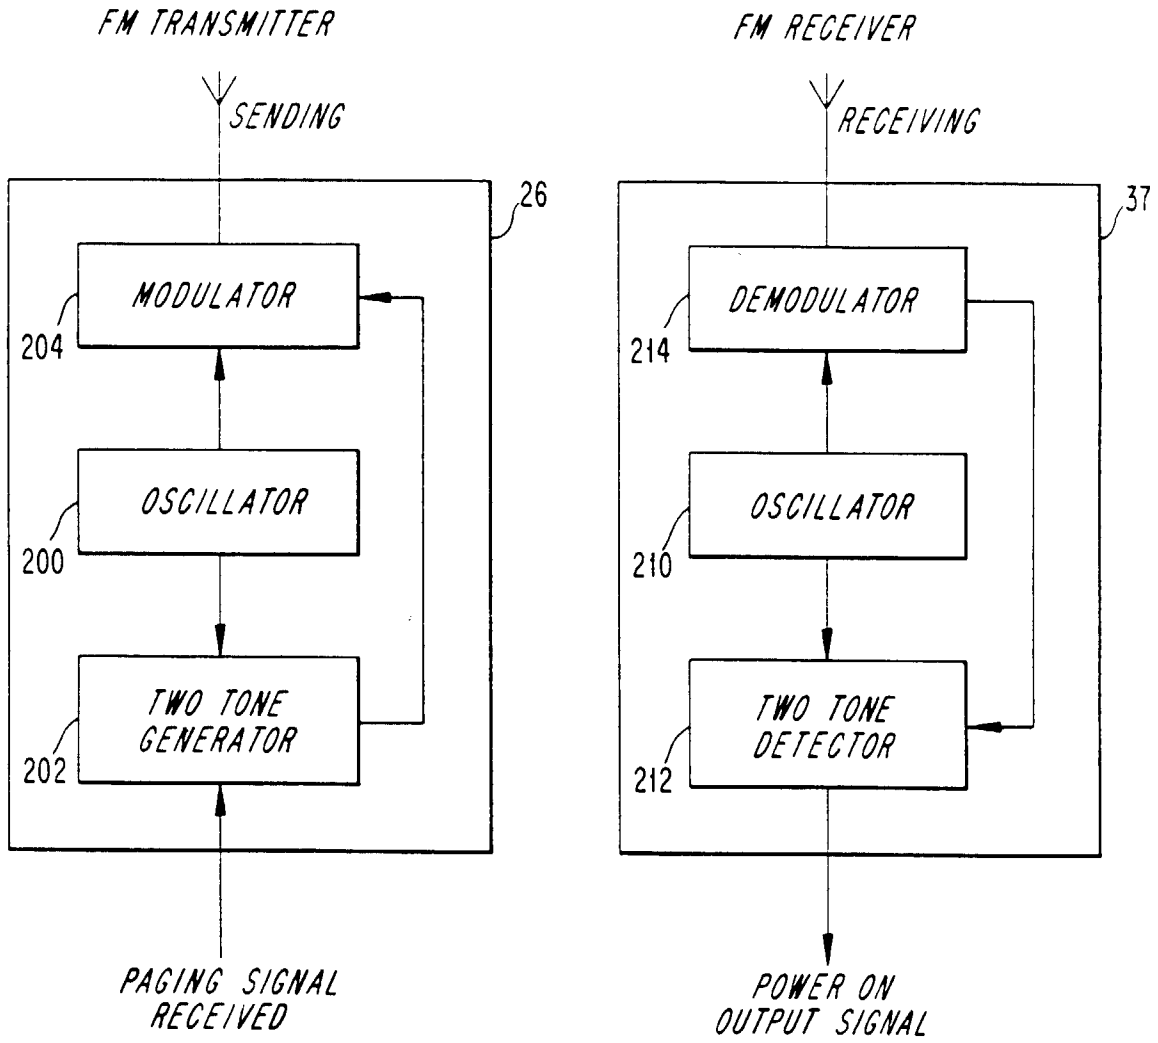 FM TRANSMITTER
SENDING
26
MODULATOR
204
OSCILLATOR
200
TWO TONE
GENERATOR
202
PAGING SIGNAL
RECEIVED
FM RECEIVER
RECEIVING
37
DEMODULATOR
214
OSCILLATOR
210
TWO TONE
DETECTOR
212
POWER ON
OUTPUT SIGNAL